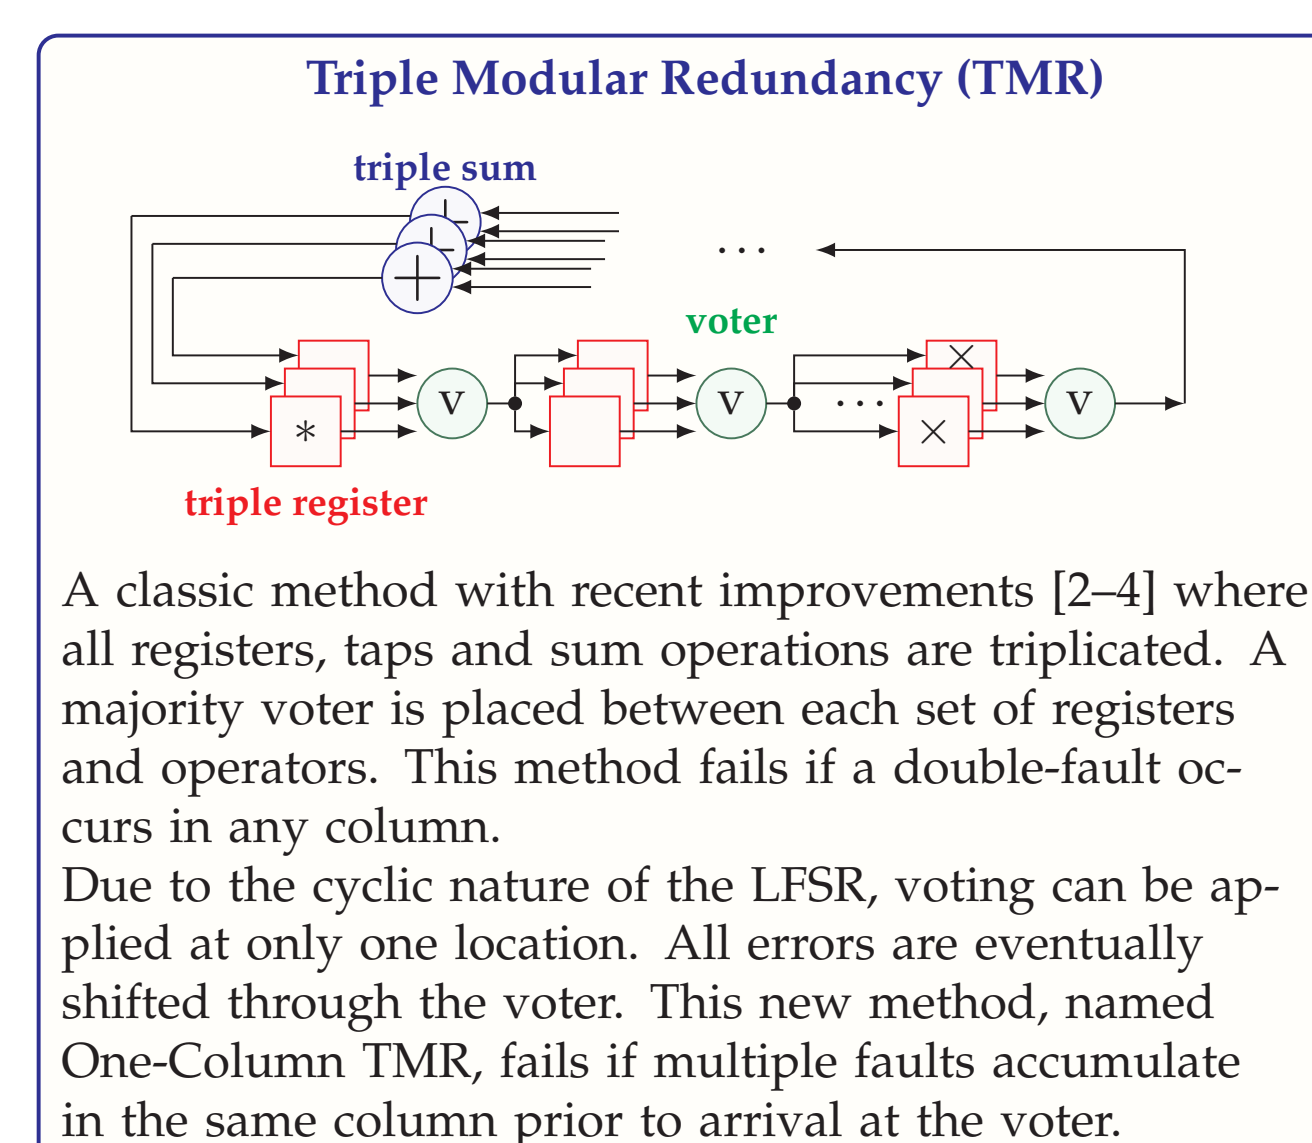 Triple Modular Redundancy (TMR)
triple sum
+
+
+
...
voter
* V V ... × × V
triple register
A classic method with recent improvements [2–4] where
all registers, taps and sum operations are triplicated. A
majority voter is placed between each set of registers
and operators. This method fails if a double-fault oc-
curs in any column.
Due to the cyclic nature of the LFSR, voting can be ap-
plied at only one location. All errors are eventually
shifted through the voter. This new method, named
One-Column TMR, fails if multiple faults accumulate
in the same column prior to arrival at the voter.